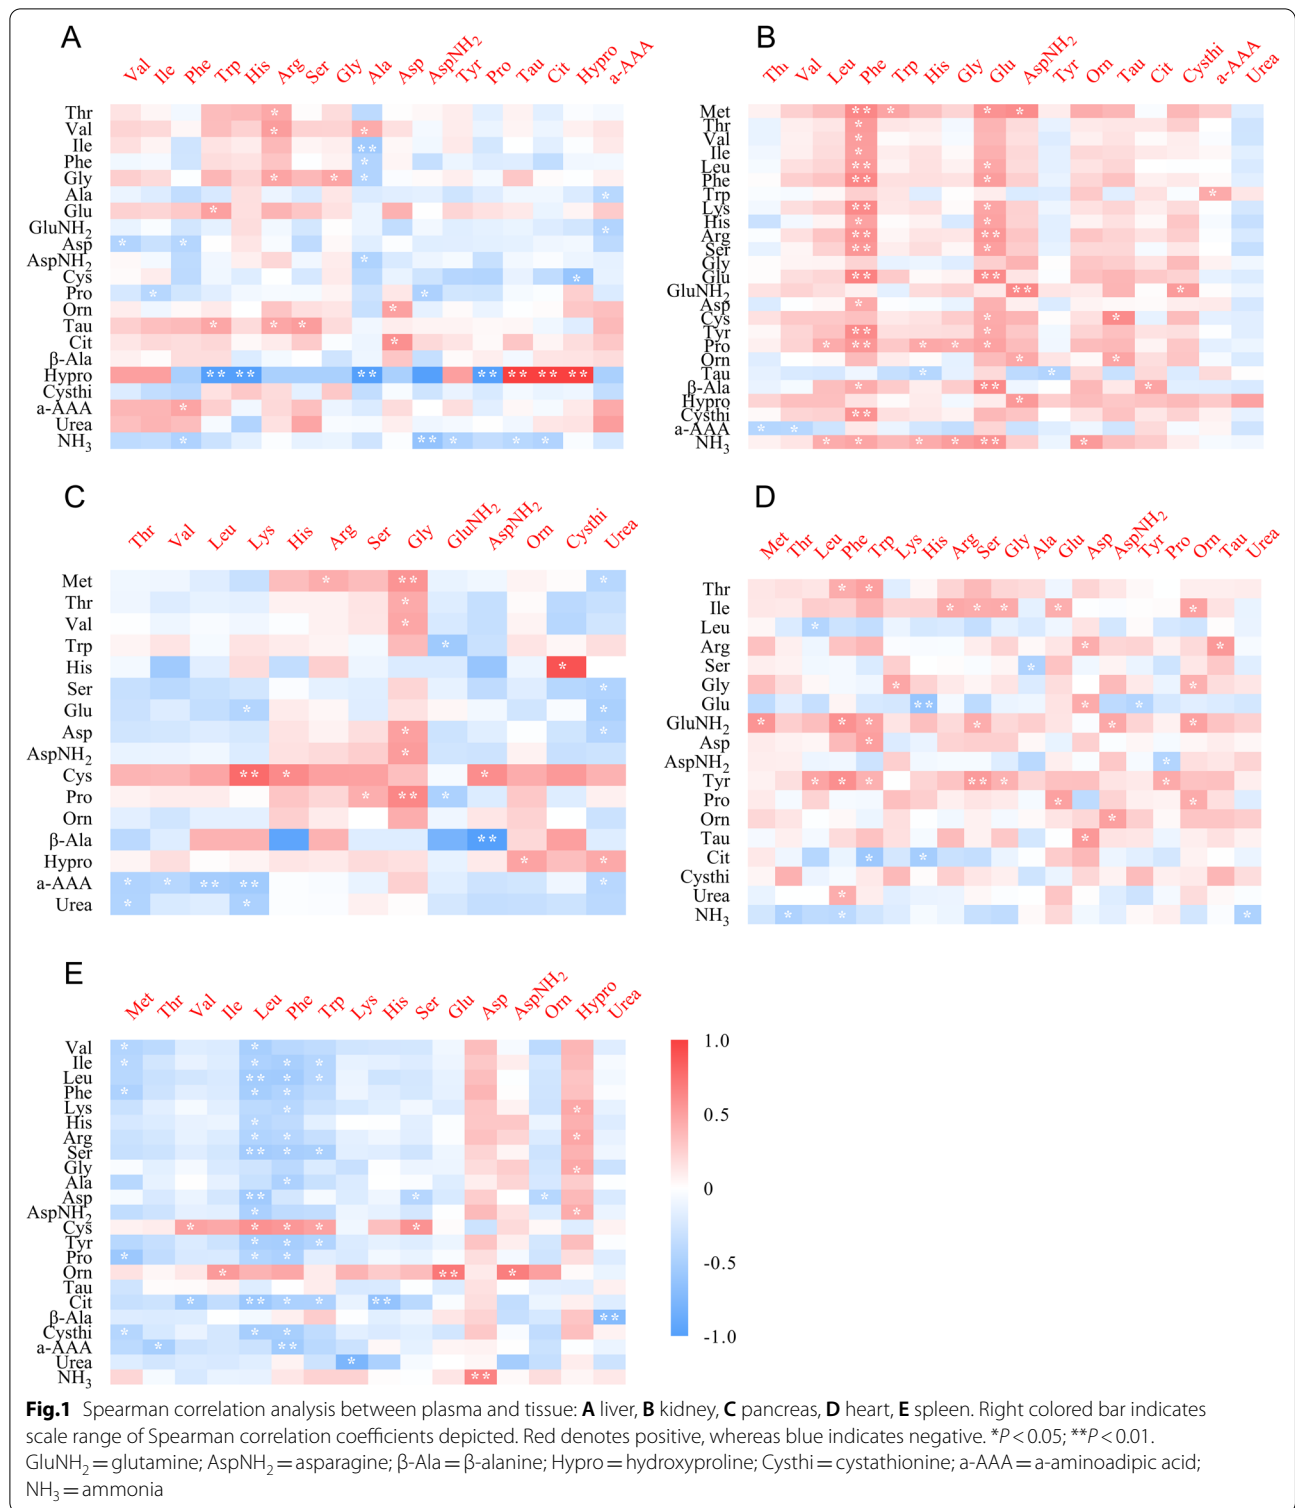 A
Val Ile Phe Trp His Arg Ser Gly Ala Asp AspNH2 Tyr Pro Tau Cit Hypro a-AAA
Thr * 
Val * *
Ile **
Phe *
Gly * * *
Ala *
Glu *
GluNH2 *
Asp * *
AspNH2 *
Cys *
Pro * *
Orn *
Tau * * *
Cit *
β-Ala
Hypro ** ** ** ** ** ** **
Cysthi
a-AAA *
Urea
NH3 * ** * * *
B
Thr Val Leu Phe Trp His Gly Glu AspNH2 Tyr Orn Tau Cit Cysthi a-AAA Urea
Met ** * * *
Thr *
Val *
Ile *
Leu ** *
Phe ** *
Trp *
Lys ** *
His * *
Arg ** **
Ser ** *
Gly
Glu ** **
GluNH2 ** *
Asp *
Cys * *
Tyr ** *
Pro * ** * * *
Orn * *
Tau * *
β-Ala * ** *
Hypro *
Cysthi **
a-AAA * *
NH3 * * * * ** *
C
Thr Val Leu Lys His Arg Ser Gly GluNH2 AspNH2 Orn Cysthi Urea
Met * ** *
Thr *
Val *
Trp *
His *
Ser *
Glu * *
Asp * *
AspNH2 *
Cys ** * *
Pro * ** *
Orn
β-Ala **
Hypro * *
a-AAA * * ** ** *
Urea * *
D
Met Thr Leu Phe Trp Lys His Arg Ser Gly Ala Glu Asp AspNH2 Tyr Pro Orn Tau Urea
Thr * *
Ile * * * * *
Leu *
Arg * *
Ser *
Gly * *
Glu ** * *
GluNH2 * * * * * *
Asp *
AspNH2 *
Tyr * * * ** * *
Pro * *
Orn *
Tau *
Cit * *
Cysthi
Urea *
NH3 * * *
E
Met Thr Val Ile Leu Phe Trp Lys His Ser Glu Asp AspNH2 Orn Hypro Urea
Val * *
Ile * * * *
Leu ** * *
Phe * * *
Lys * *
His *
Arg * * *
Ser ** * *
Gly *
Ala *
Asp ** * *
AspNH2 * *
Cys * * * * *
Tyr * * *
Pro * * *
Orn * ** *
Tau
Cit * ** * * **
β-Ala **
Cysthi * * *
a-AAA * **
Urea *
NH3 **
1.0
0.5
0
-0.5
-1.0
Fig.1 Spearman correlation analysis between plasma and tissue: A liver, B kidney, C pancreas, D heart, E spleen. Right colored bar indicates
scale range of Spearman correlation coefficients depicted. Red denotes positive, whereas blue indicates negative. *P < 0.05; **P < 0.01.
GluNH2 = glutamine; AspNH2 = asparagine; β-Ala = β-alanine; Hypro = hydroxyproline; Cysthi = cystathionine; a-AAA = a-aminoadipic acid;
NH3 = ammonia